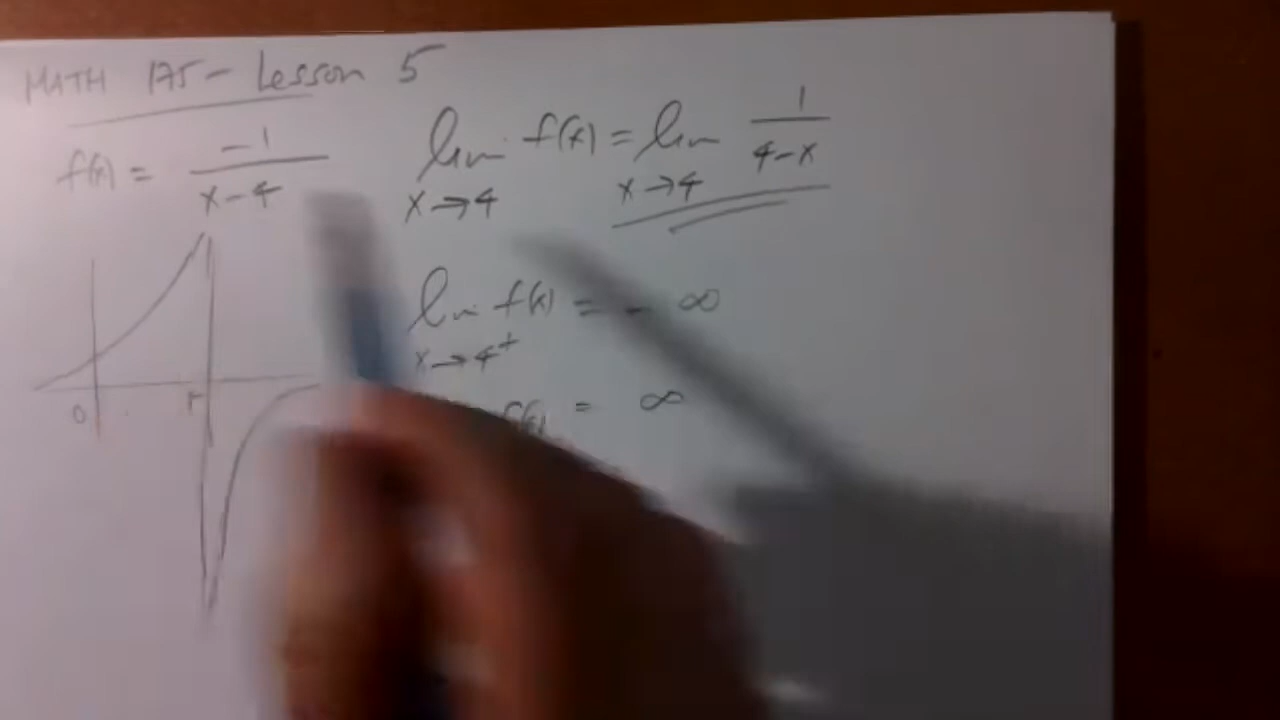 MATH 175 - Lesson 5
f(x) = -1 / x - 4
lim x→4 f(x) = lim x→4 1 / 4-x
lim x→4+ f(x) = - ∞
f(x) = ∞
0